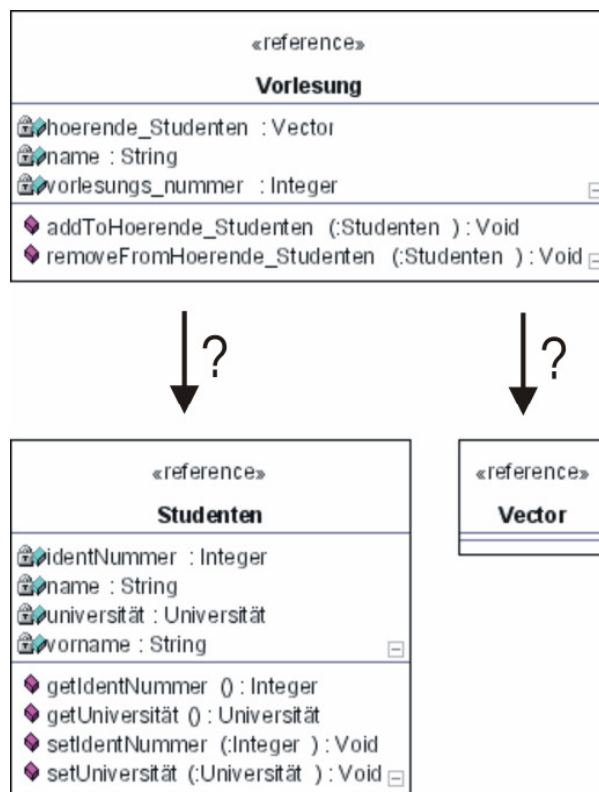 «reference»
Vorlesung
hoerende_Studenten : Vector
name : String
vorlesungs_nummer : Integer
addToHoerende_Studenten (:Studenten ) : Void
removeFromHoerende_Studenten (:Studenten ) : Void
? ?
«reference»
Studenten
identNummer : Integer
name : String
universität : Universität
vorname : String
getIdentNummer () : Integer
getUniversität () : Universität
setIdentNummer (:Integer ) : Void
setUniversität (:Universität ) : Void
«reference»
Vector